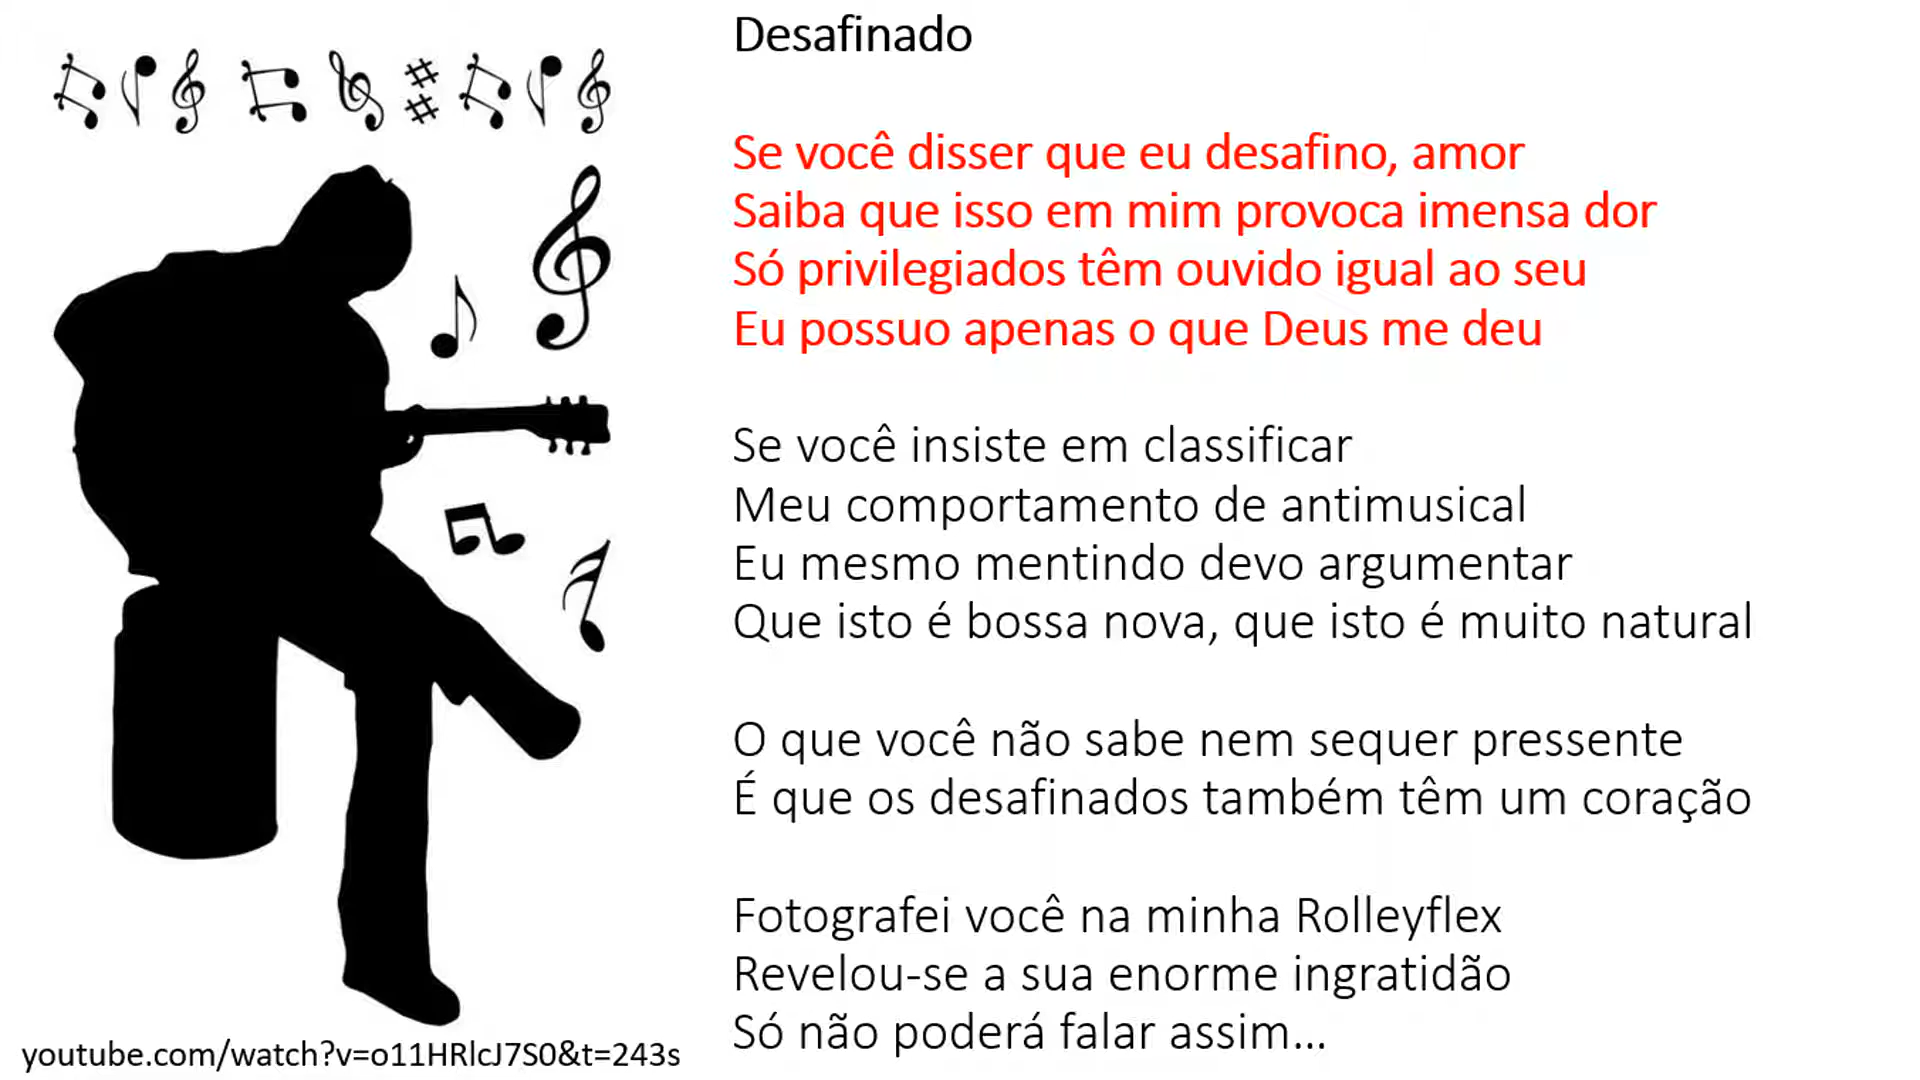 Desafinado
Se você disser que eu desafino, amor
Saiba que isso em mim provoca imensa dor
Só privilegiados têm ouvido igual ao seu
Eu possuo apenas o que Deus me deu
Se você insiste em classificar
Meu comportamento de antimusical
Eu mesmo mentindo devo argumentar
Que isto é bossa nova, que isto é muito natural
O que você não sabe nem sequer pressente
É que os desafinados também têm um coração
Fotografei você na minha Rolleyflex
Revelou-se a sua enorme ingratidão
Só não poderá falar assim...
youtube.com/watch?v=o11HRlcJ7S0&t=243s